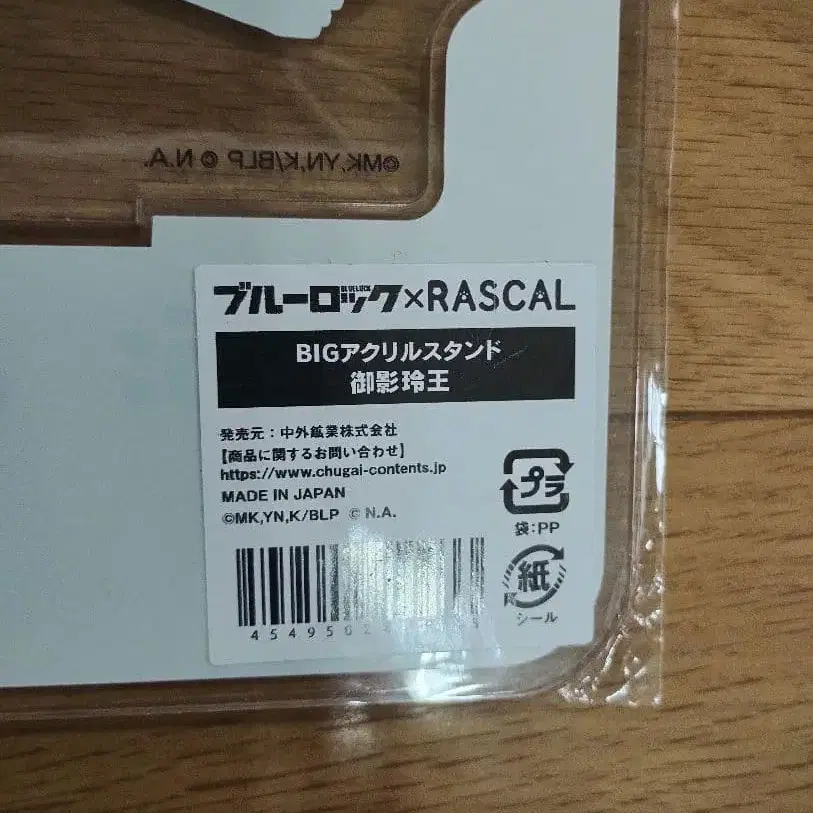 ©MK,YN,K/BLP © N.A.
ブルーロック×RASCAL
BLUELOCK
BIGアクリルスタンド
御影玲王
発売元：中外鉱業株式会社
【商品に関するお問い合わせ】
https://www.chugai-contents.jp
MADE IN JAPAN
©MK,YN,K/BLP © N.A.
プラ
袋：PP
紙
シール